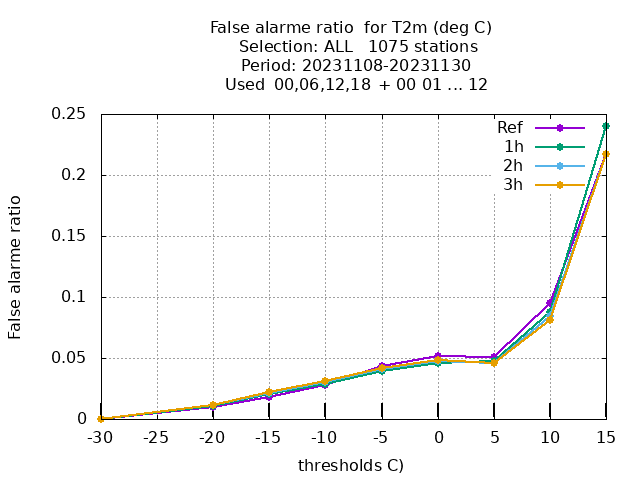 False alarme ratio  for T2m (deg C)
Selection: ALL   1075 stations
Period: 20231108-20231130
Used  00,06,12,18  + 00 01 ... 12
False alarme ratio
0.25
0.2
0.15
0.1
0.05
0
Ref
1h
2h
3h
-30 -25 -20 -15 -10 -5 0 5 10 15
thresholds C)